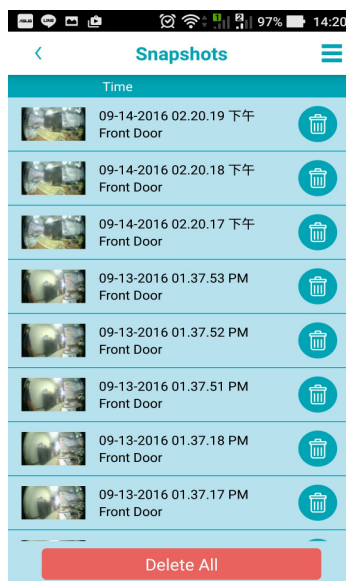 97% 14:20
Snapshots
Time
09-14-2016 02.20.19 下午
Front Door
09-14-2016 02.20.18 下午
Front Door
09-14-2016 02.20.17 下午
Front Door
09-13-2016 01.37.53 PM
Front Door
09-13-2016 01.37.52 PM
Front Door
09-13-2016 01.37.51 PM
Front Door
09-13-2016 01.37.18 PM
Front Door
09-13-2016 01.37.17 PM
Front Door
Delete All